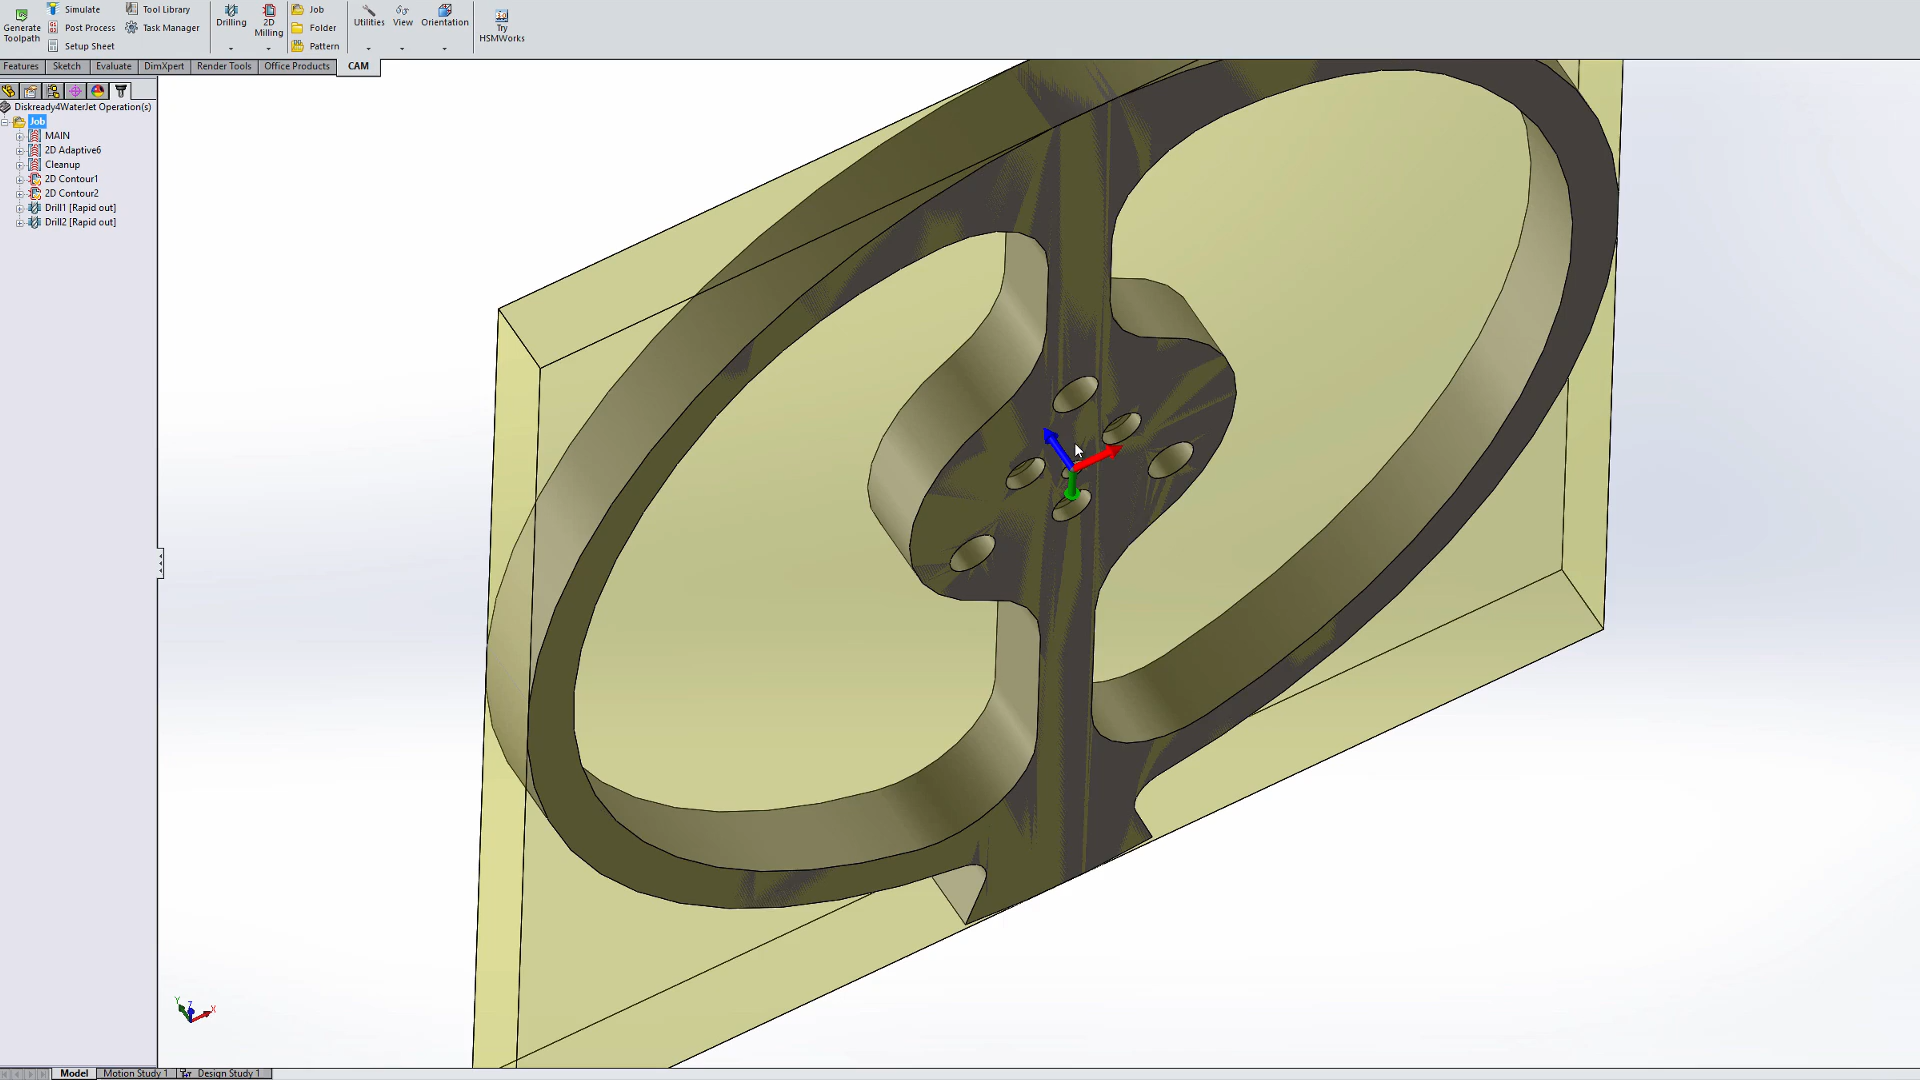 Generate Toolpath
Simulate
Post Process
Setup Sheet
Tool Library
Task Manager
Drilling
2D Milling
Job
Folder
Pattern
Utilities
View
Orientation
Try HSMWorks
Features
Sketch
Evaluate
DimXpert
Render Tools
Office Products
CAM
Diskready4WaterJet Operation(s)
Job
MAIN
2D Adaptive6
Cleanup
2D Contour1
2D Contour2
Drill1 [Rapid out]
Drill2 [Rapid out]
Y
Z
X
Model
Motion Study 1
Design Study 1